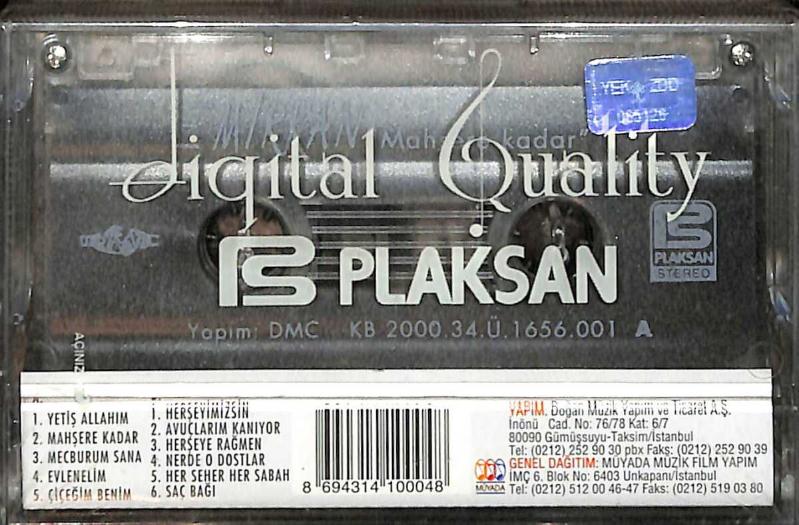 YEK ZDD
065126
MIRKAN "Mahşere kadar"
Digital Quality
PS PLAKSAN
PLAKSAN
STEREO
Yapım: DMC KB 2000.34.Ü.1656.001 A
AÇINIZ
A.
1. YETİŞ ALLAHIM
2. MAHŞERE KADAR
3. MECBURUM SANA
4. EVLENELİM
5. ÇİÇEĞİM BENİM
1. HERŞEYİMİZSİN
2. AVUÇLARIM KANIYOR
3. HERŞEYE RAĞMEN
4. NERDE O DOSTLAR
5. HER SEHER HER SABAH
6. SAÇ BAĞI
8 694314 100048
YAPIM. Doğan Müzik Yapım ve Ticaret A.Ş.
İnönü Cad. No: 76/78 Kat: 6/7
80090 Gümüşsuyu-Taksim/İstanbul
Tel: (0212) 252 90 30 pbx Faks: (0212) 252 90 39
GENEL DAĞITIM: MÜYADA MÜZİK FİLM YAPIM
İMÇ 6. Blok No: 6403 Unkapanı/İstanbul
Tel: (0212) 512 00 46-47 Faks: (0212) 519 03 80
MÜYADA